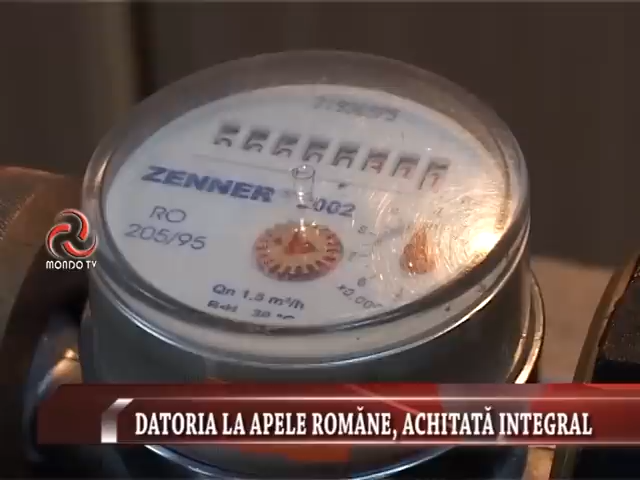 ZENNER
2002
RO
205/95
Qn 1.5 m³/h
MONDO TV
DATORIA LA APELE ROMÂNE, ACHITATĂ INTEGRAL